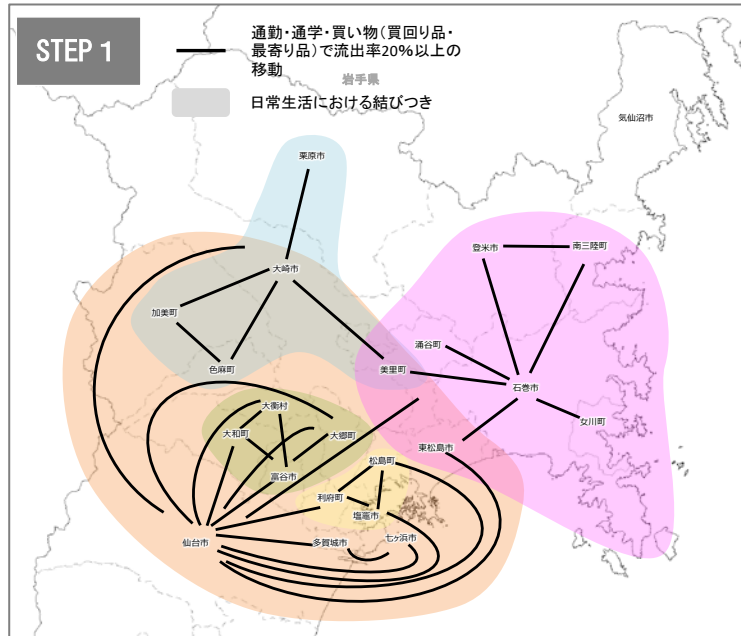 STEP 1
通勤・通学・買い物(買回り品・
最寄り品)で流出率20%以上の
移動
岩手県
日常生活における結びつき
気仙沼市
栗原市
登米市
南三陸町
大崎市
加美町
涌谷町
色麻町
美里町
石巻市
女川町
大衡村
大和町
大郷町
東松島市
松島町
富谷市
利府町
塩竈市
仙台市
多賀城市
七ヶ浜市